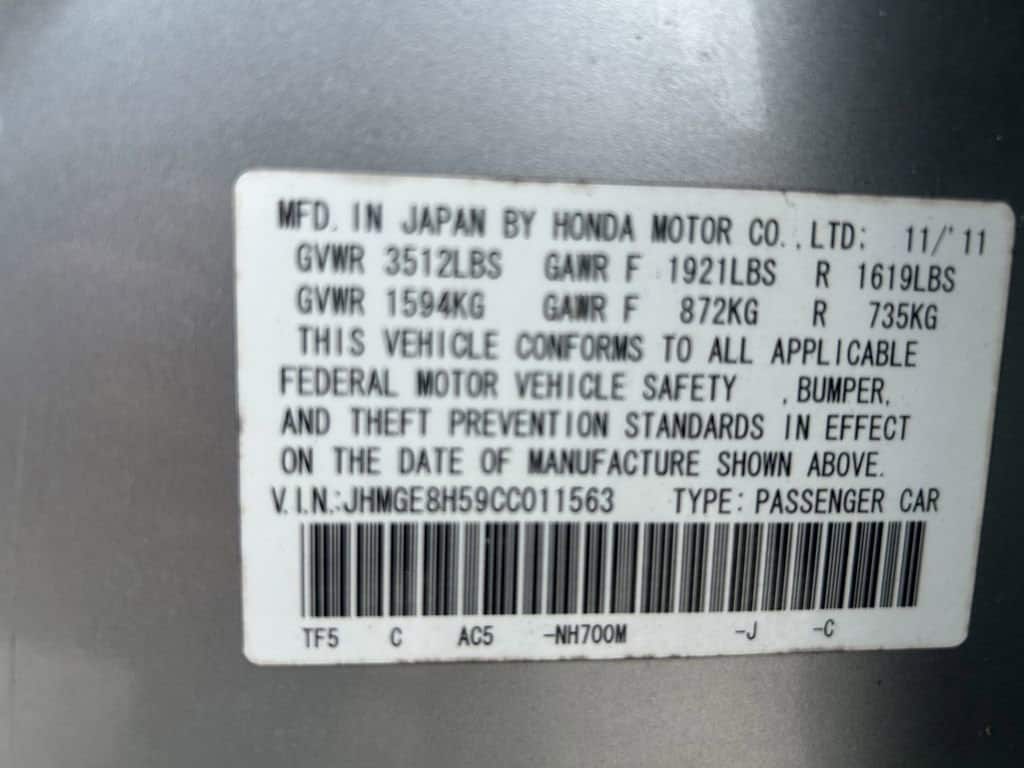 MFD. IN JAPAN BY HONDA MOTOR CO.,LTD: 11/'11
GVWR 3512LBS GAWR F 1921LBS R 1619LBS
GVWR 1594KG GAWR F 872KG R 735KG
THIS VEHICLE CONFORMS TO ALL APPLICABLE
FEDERAL MOTOR VEHICLE SAFETY , BUMPER,
AND THEFT PREVENTION STANDARDS IN EFFECT
ON THE DATE OF MANUFACTURE SHOWN ABOVE.
V.I.N.:JHMGE8H59CC011563 TYPE: PASSENGER CAR
TF5 C AC5 -NH700M -J -C